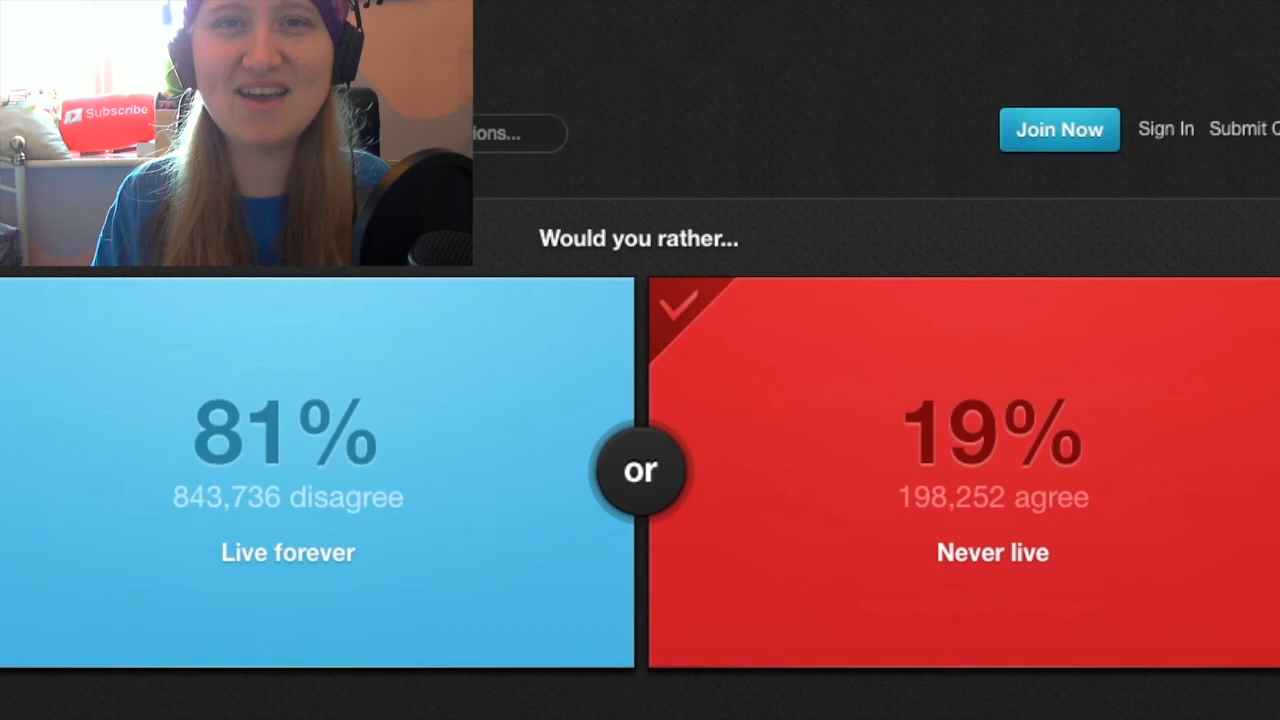 Subscribe
ions...
Join Now
Sign In
Submit
Would you rather...
81%
843,736 disagree
Live forever
or
19%
198,252 agree
Never live